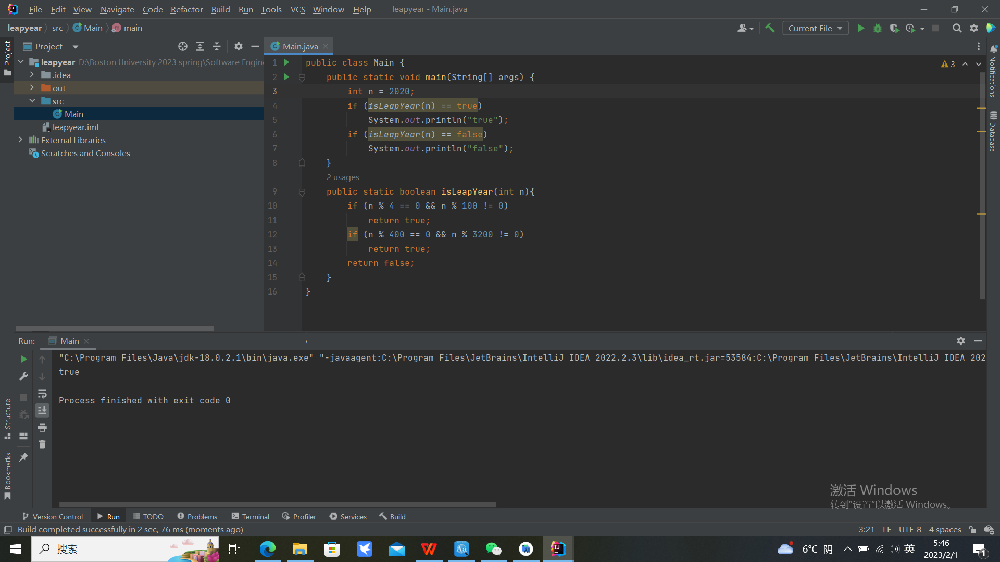 File Edit View Navigate Code Refactor Build Run Tools VCS Window Help leapyear - Main.java
leapyear src Main main
Current File
Project
Main.java
leapyear D:\Boston University 2023 spring\Software Engin
.idea
out
src
Main
leapyear.iml
External Libraries
Scratches and Consoles
Project
Structure
Bookmarks
Notifications
Database
3
1 public class Main {
2 public static void main(String[] args) {
3 int n = 2020;
4 if (isLeapYear(n) == true)
5 System.out.println("true");
6 if (isLeapYear(n) == false)
7 System.out.println("false");
8 }
2 usages
9 public static boolean isLeapYear(int n){
10 if (n % 4 == 0 && n % 100 != 0)
11 return true;
12 if (n % 400 == 0 && n % 3200 != 0)
13 return true;
14 return false;
15 }
16 }
Run: Main
"C:\Program Files\Java\jdk-18.0.2.1\bin\java.exe" "-javaagent:C:\Program Files\JetBrains\IntelliJ IDEA 2022.2.3\lib\idea_rt.jar=53584:C:\Program Files\JetBrains\IntelliJ IDEA 202
true
Process finished with exit code 0
激活 Windows
转到“设置”以激活 Windows。
Version Control Run TODO Problems Terminal Profiler Services Build
Build completed successfully in 2 sec, 76 ms (moments ago)
3:21 LF UTF-8 4 spaces
搜索
-6°C 阴
英
5:46
2023/2/1
1